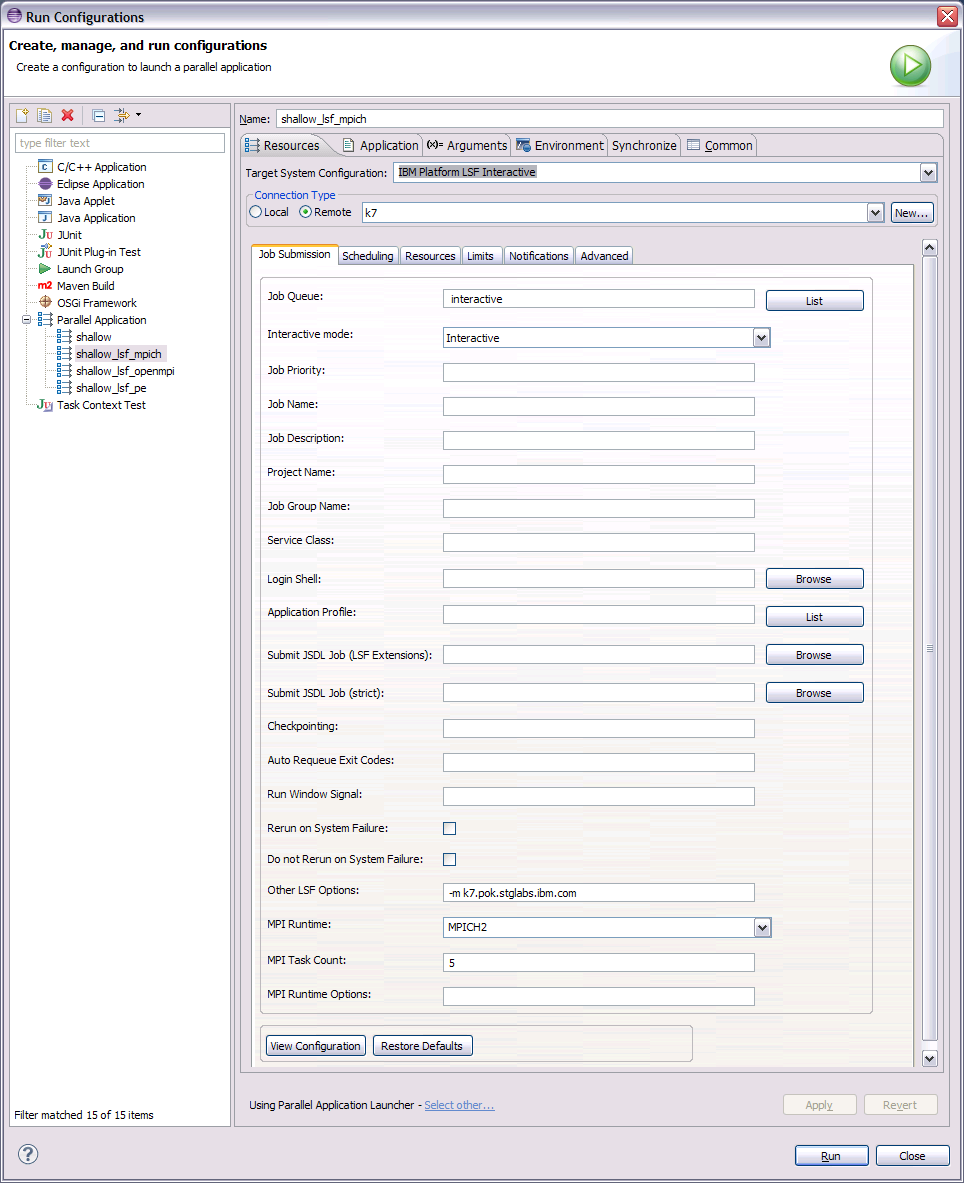 Run Configurations
Create, manage, and run configurations
Create a configuration to launch a parallel application
type filter text
C/C++ Application
Eclipse Application
Java Applet
Java Application
JUnit
JUnit Plug-in Test
Launch Group
m2 Maven Build
OSGi Framework
Parallel Application
shallow
shallow_lsf_mpich
shallow_lsf_openmpi
shallow_lsf_pe
Task Context Test
Filter matched 15 of 15 items
Name: shallow_lsf_mpich
Resources Application (x)= Arguments Environment Synchronize Common
Target System Configuration: IBM Platform LSF Interactive
Connection Type
Local Remote k7 New...
Job Submission Scheduling Resources Limits Notifications Advanced
Job Queue: interactive List
Interactive mode: Interactive
Job Priority:
Job Name:
Job Description:
Project Name:
Job Group Name:
Service Class:
Login Shell: Browse
Application Profile: List
Submit JSDL Job (LSF Extensions): Browse
Submit JSDL Job (strict): Browse
Checkpointing:
Auto Requeue Exit Codes:
Run Window Signal:
Rerun on System Failure:
Do not Rerun on System Failure:
Other LSF Options: -m k7.pok.stglabs.ibm.com
MPI Runtime: MPICH2
MPI Task Count: 5
MPI Runtime Options:
View Configuration Restore Defaults
Using Parallel Application Launcher - Select other...
Apply Revert
? Run Close